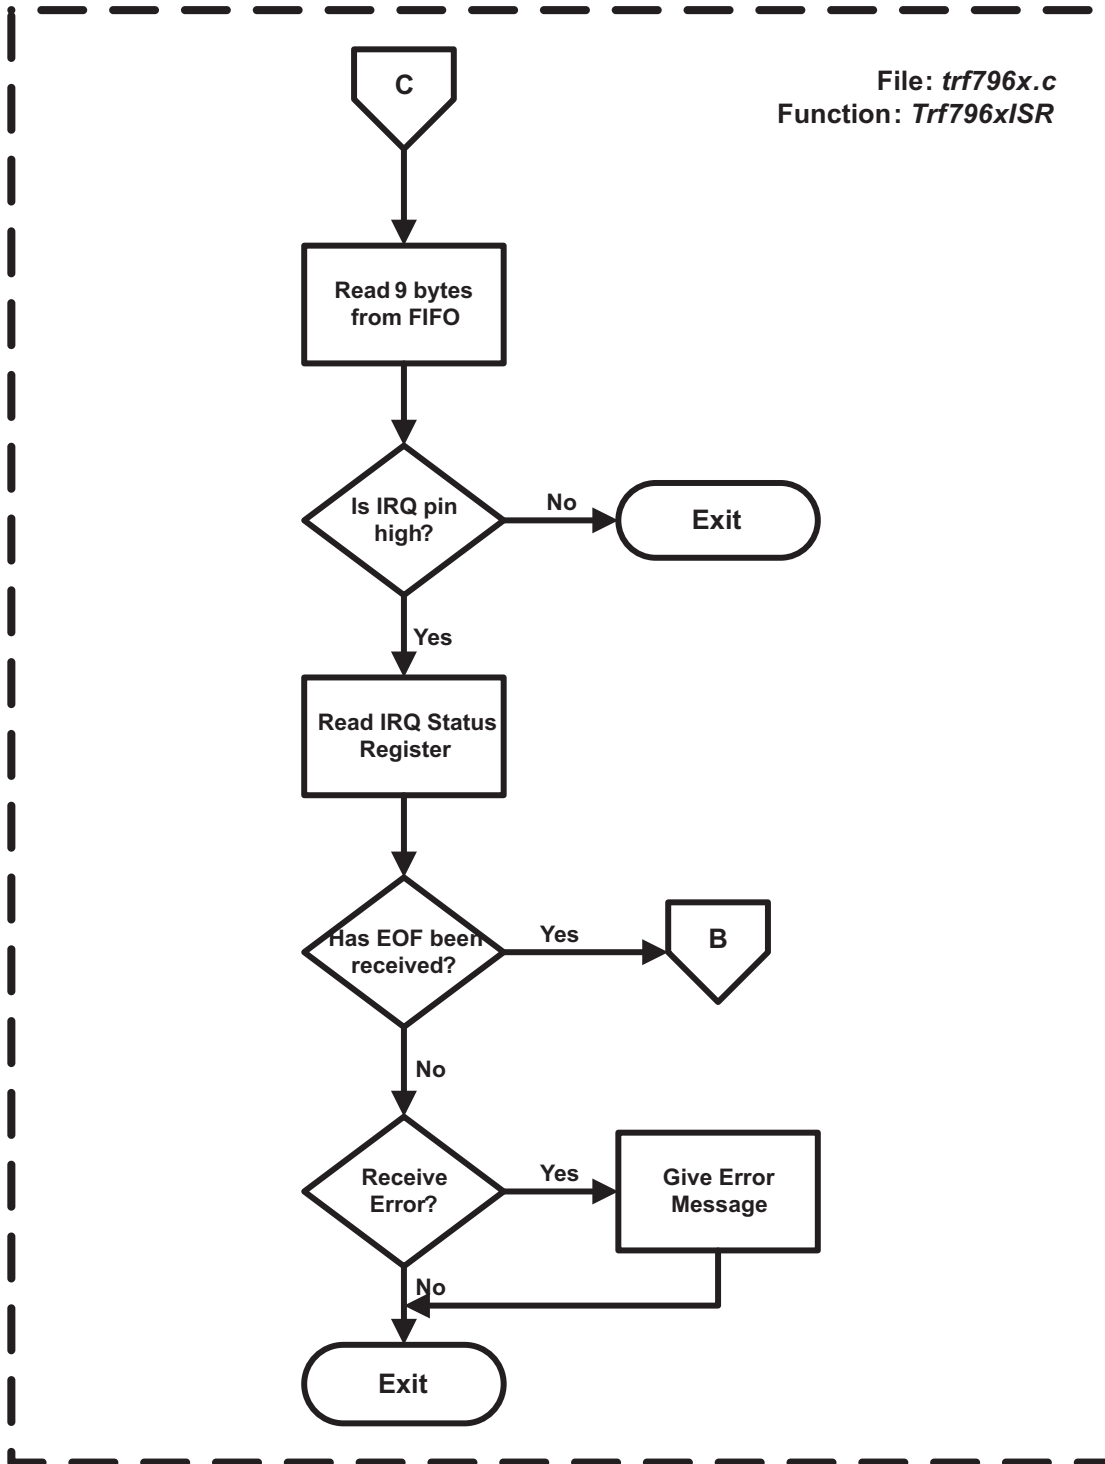 C
File: trf796x.c
Function: Trf796xISR
Read 9 bytes
from FIFO
Is IRQ pin
high?
No
Exit
Yes
Read IRQ Status
Register
Has EOF been
received?
Yes
B
No
Receive
Error?
Yes
Give Error
Message
No
Exit